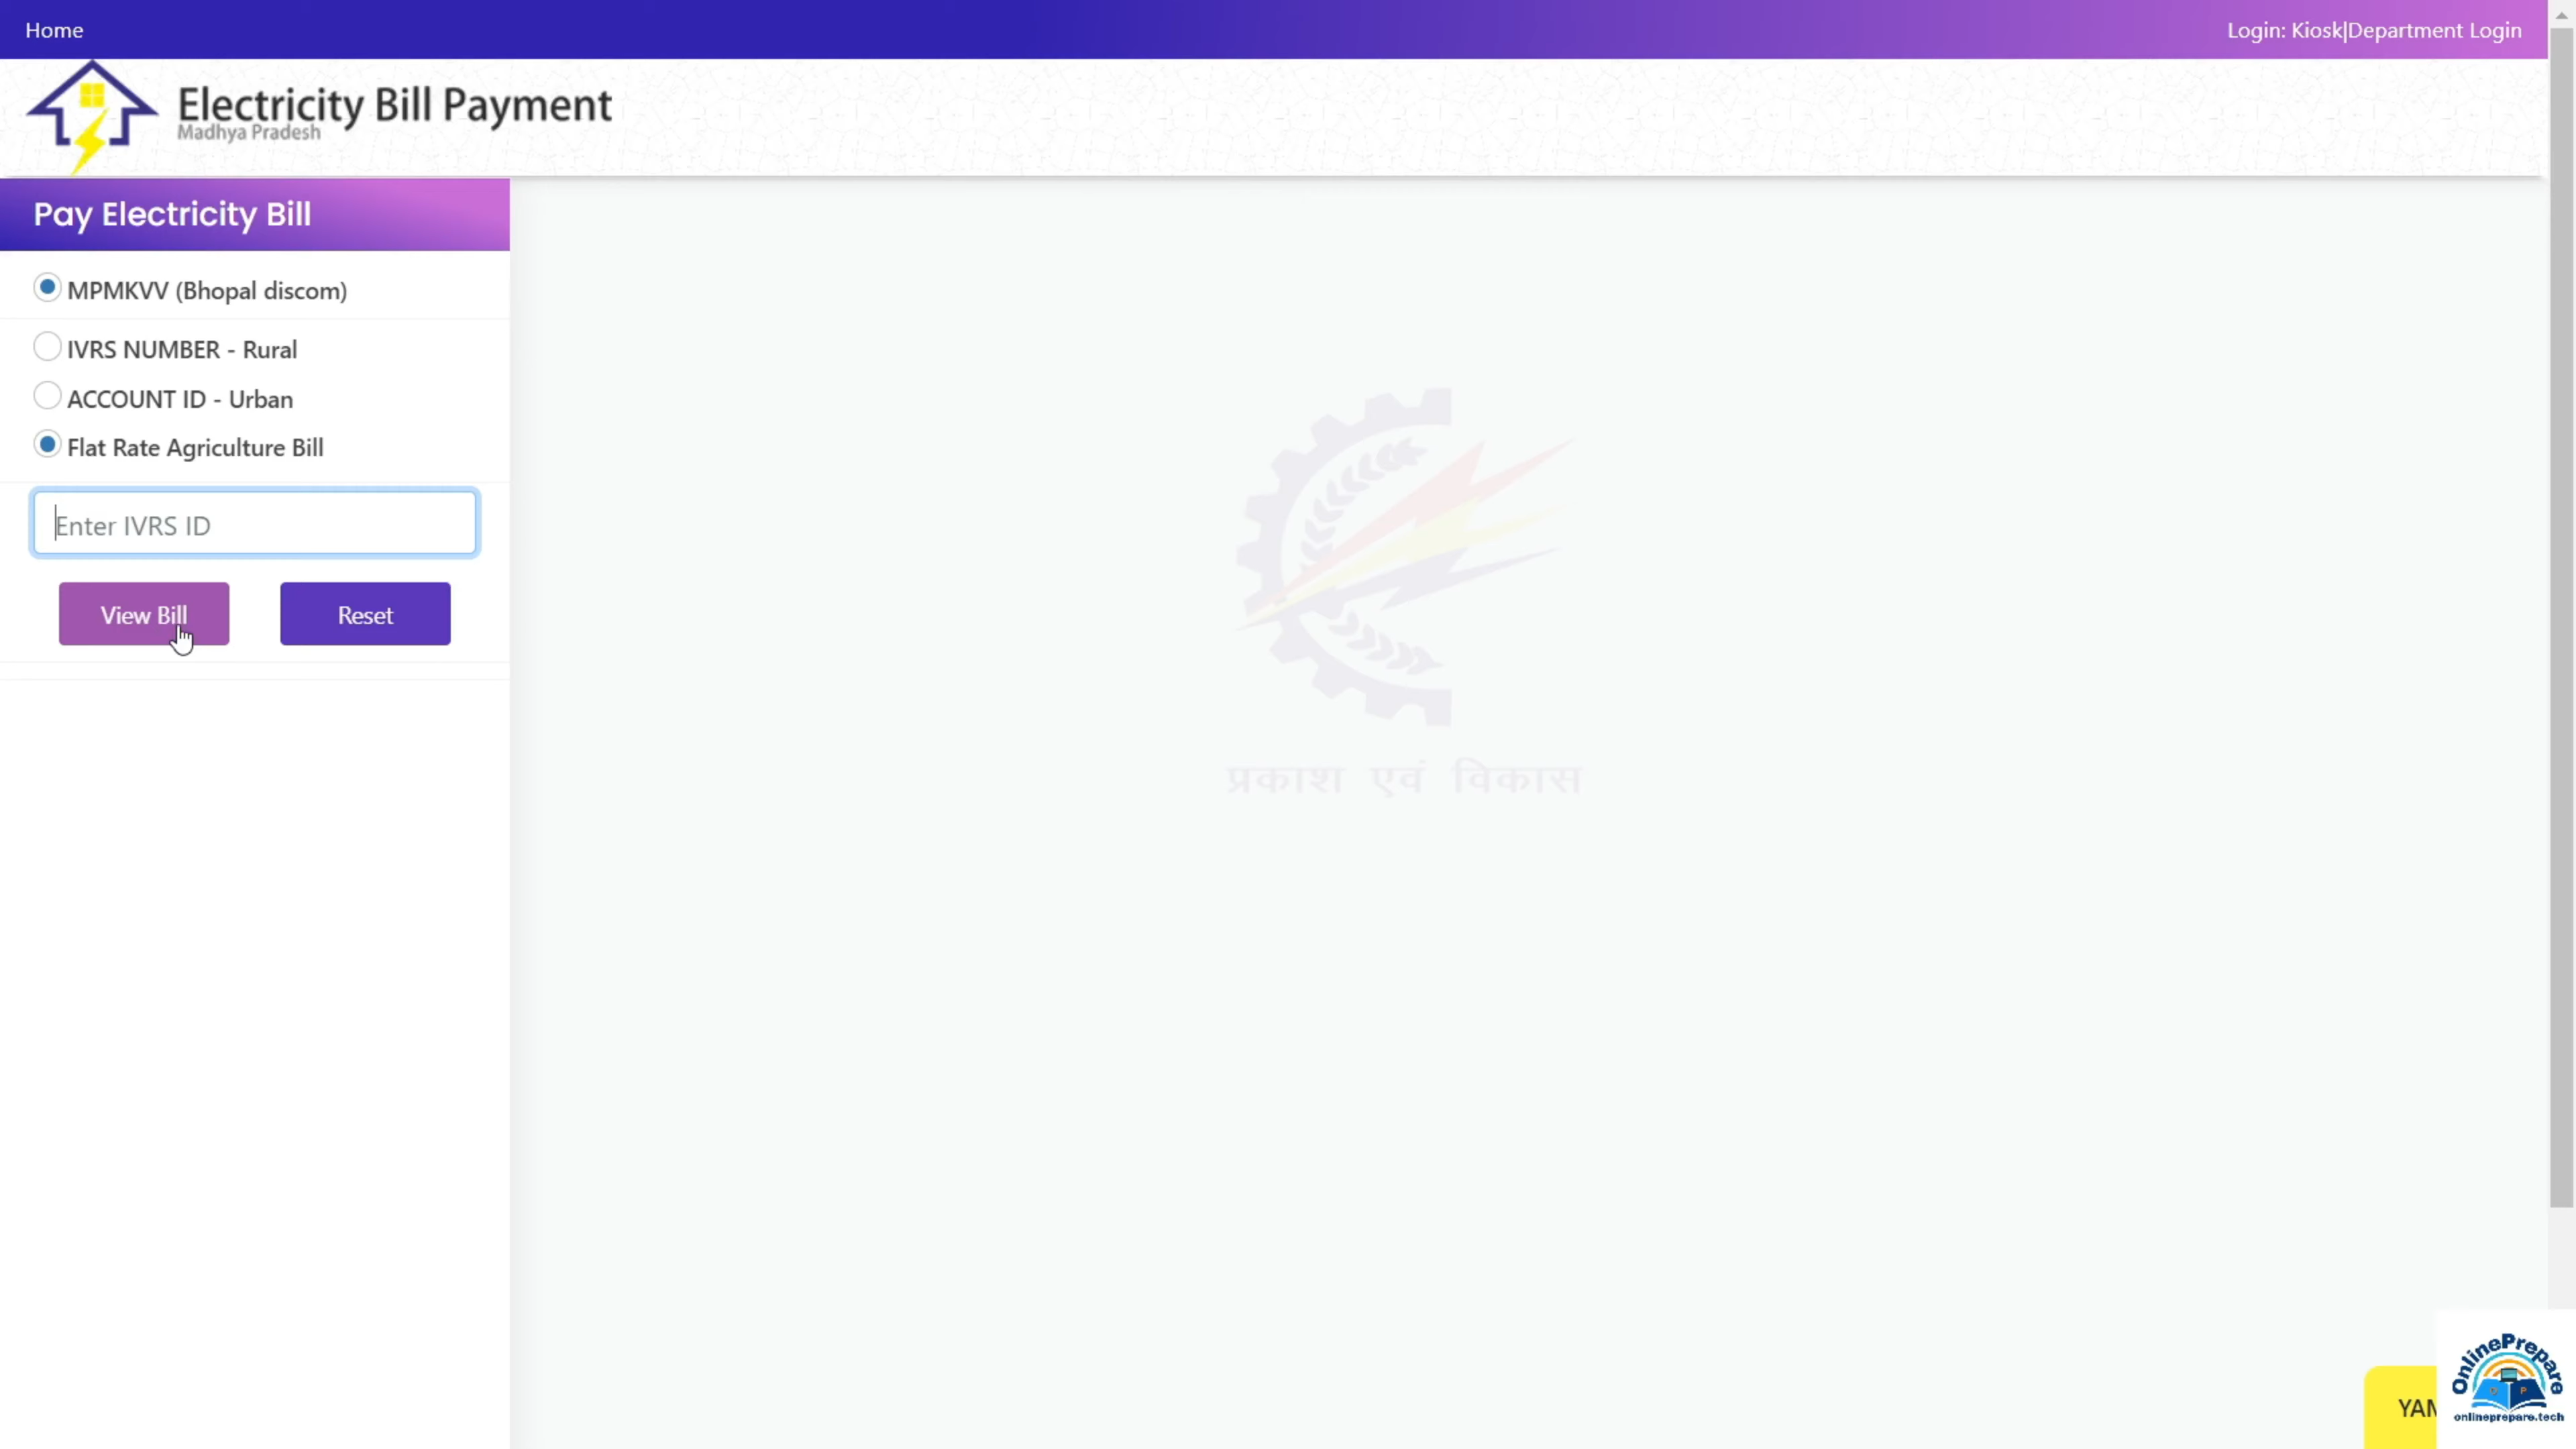 Home
Login: Kiosk|Department Login
Electricity Bill Payment
Madhya Pradesh
Pay Electricity Bill
MPMKVV (Bhopal discom)
IVRS NUMBER - Rural
ACCOUNT ID - Urban
Flat Rate Agriculture Bill
Enter IVRS ID
View Bill
Reset
प्रकाश एवं विकास
YAM
OnlinePrepare
onlineprepare.tech